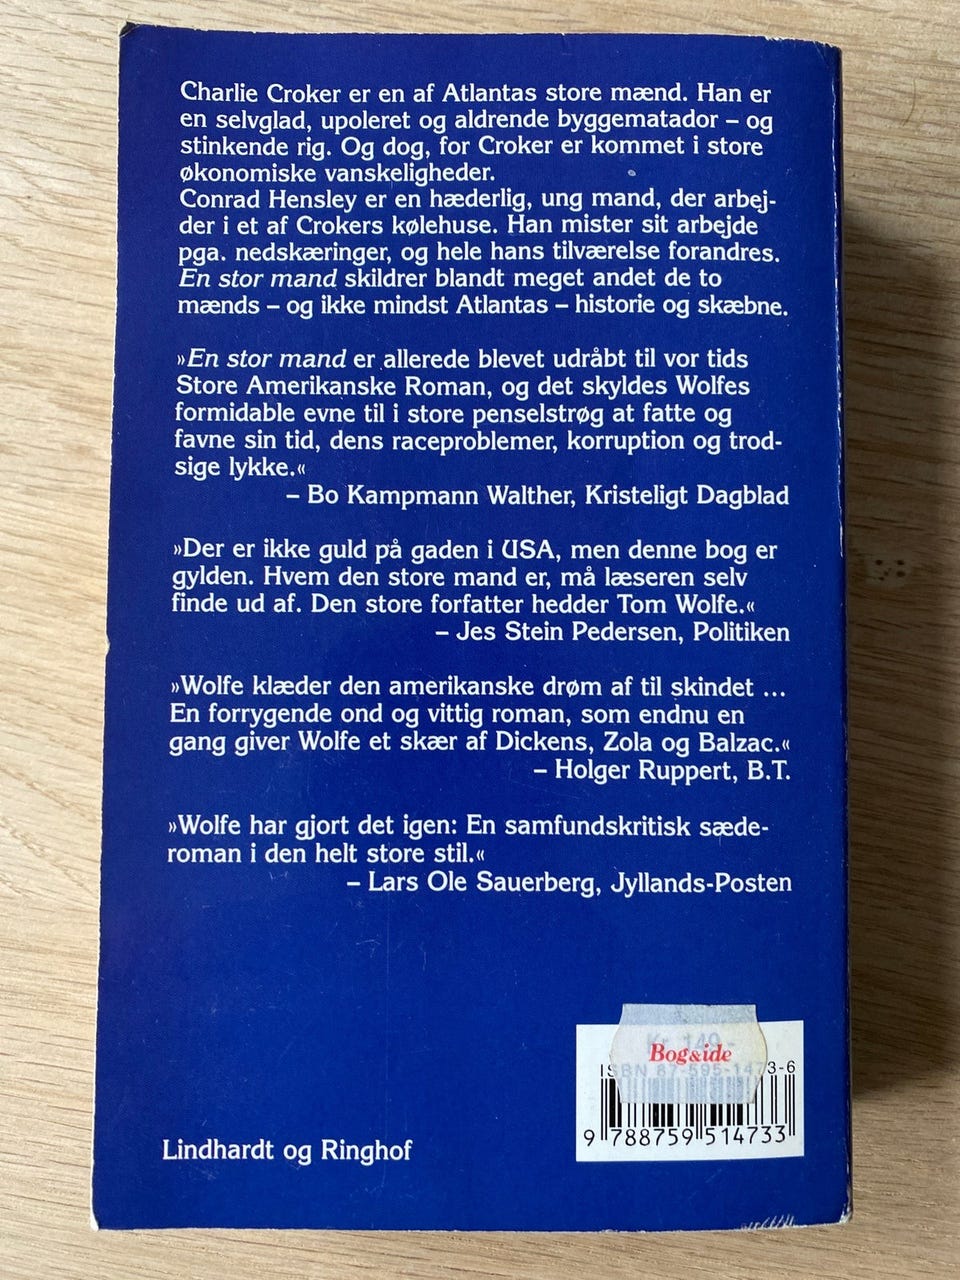 Charlie Croker er en af Atlantas store mænd. Han er
en selvglad, upoleret og aldrende byggematador – og
stinkende rig. Og dog, for Croker er kommet i store
økonomiske vanskeligheder.
Conrad Hensley er en hæderlig, ung mand, der arbej-
der i et af Crokers kølehuse. Han mister sit arbejde
pga. nedskæringer, og hele hans tilværelse forandres.
En stor mand skildrer blandt meget andet de to
mænds – og ikke mindst Atlantas – historie og skæbne.
»En stor mand er allerede blevet udråbt til vor tids
Store Amerikanske Roman, og det skyldes Wolfes
formidable evne til i store penselstrøg at fatte og
favne sin tid, dens raceproblemer, korruption og trod-
sige lykke.«
– Bo Kampmann Walther, Kristeligt Dagblad
»Der er ikke guld på gaden i USA, men denne bog er
gylden. Hvem den store mand er, må læseren selv
finde ud af. Den store forfatter hedder Tom Wolfe.«
– Jes Stein Pedersen, Politiken
»Wolfe klæder den amerikanske drøm af til skindet ...
En forrygende ond og vittig roman, som endnu en
gang giver Wolfe et skær af Dickens, Zola og Balzac.«
– Holger Ruppert, B.T.
»Wolfe har gjort det igen: En samfundskritisk sæde-
roman i den helt store stil.«
– Lars Ole Sauerberg, Jyllands-Posten
Kr. 149.-
Bog&ide
ISBN 87-595-1473-6
9 788759 514733
Lindhardt og Ringhof